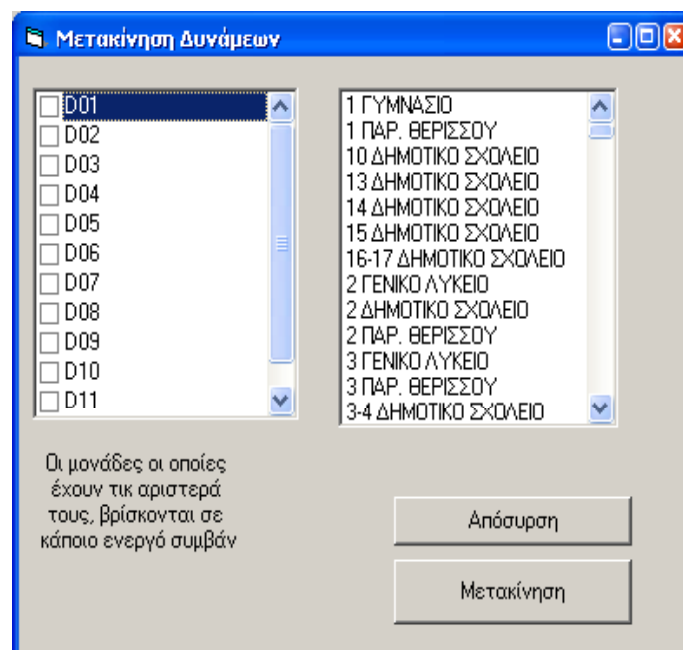 Μετακίνηση Δυνάμεων
D01
D02
D03
D04
D05
D06
D07
D08
D09
D10
D11
1 ΓΥΜΝΑΣΙΟ
1 ΠΑΡ. ΘΕΡΙΣΣΟΥ
10 ΔΗΜΟΤΙΚΟ ΣΧΟΛΕΙΟ
13 ΔΗΜΟΤΙΚΟ ΣΧΟΛΕΙΟ
14 ΔΗΜΟΤΙΚΟ ΣΧΟΛΕΙΟ
15 ΔΗΜΟΤΙΚΟ ΣΧΟΛΕΙΟ
16-17 ΔΗΜΟΤΙΚΟ ΣΧΟΛΕΙΟ
2 ΓΕΝΙΚΟ ΛΥΚΕΙΟ
2 ΔΗΜΟΤΙΚΟ ΣΧΟΛΕΙΟ
2 ΠΑΡ. ΘΕΡΙΣΣΟΥ
3 ΓΕΝΙΚΟ ΛΥΚΕΙΟ
3 ΠΑΡ. ΘΕΡΙΣΣΟΥ
3-4 ΔΗΜΟΤΙΚΟ ΣΧΟΛΕΙΟ
Οι μονάδες οι οποίες
έχουν τικ αριστερά
τους, βρίσκονται σε
κάποιο ενεργό συμβάν
Απόσυρση
Μετακίνηση